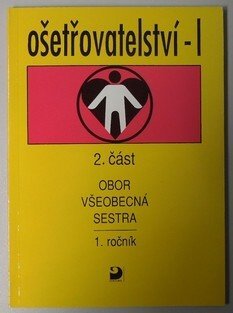 ošetřovatelství - I
2. část
OBOR
VŠEOBECNÁ
SESTRA
1. ročník